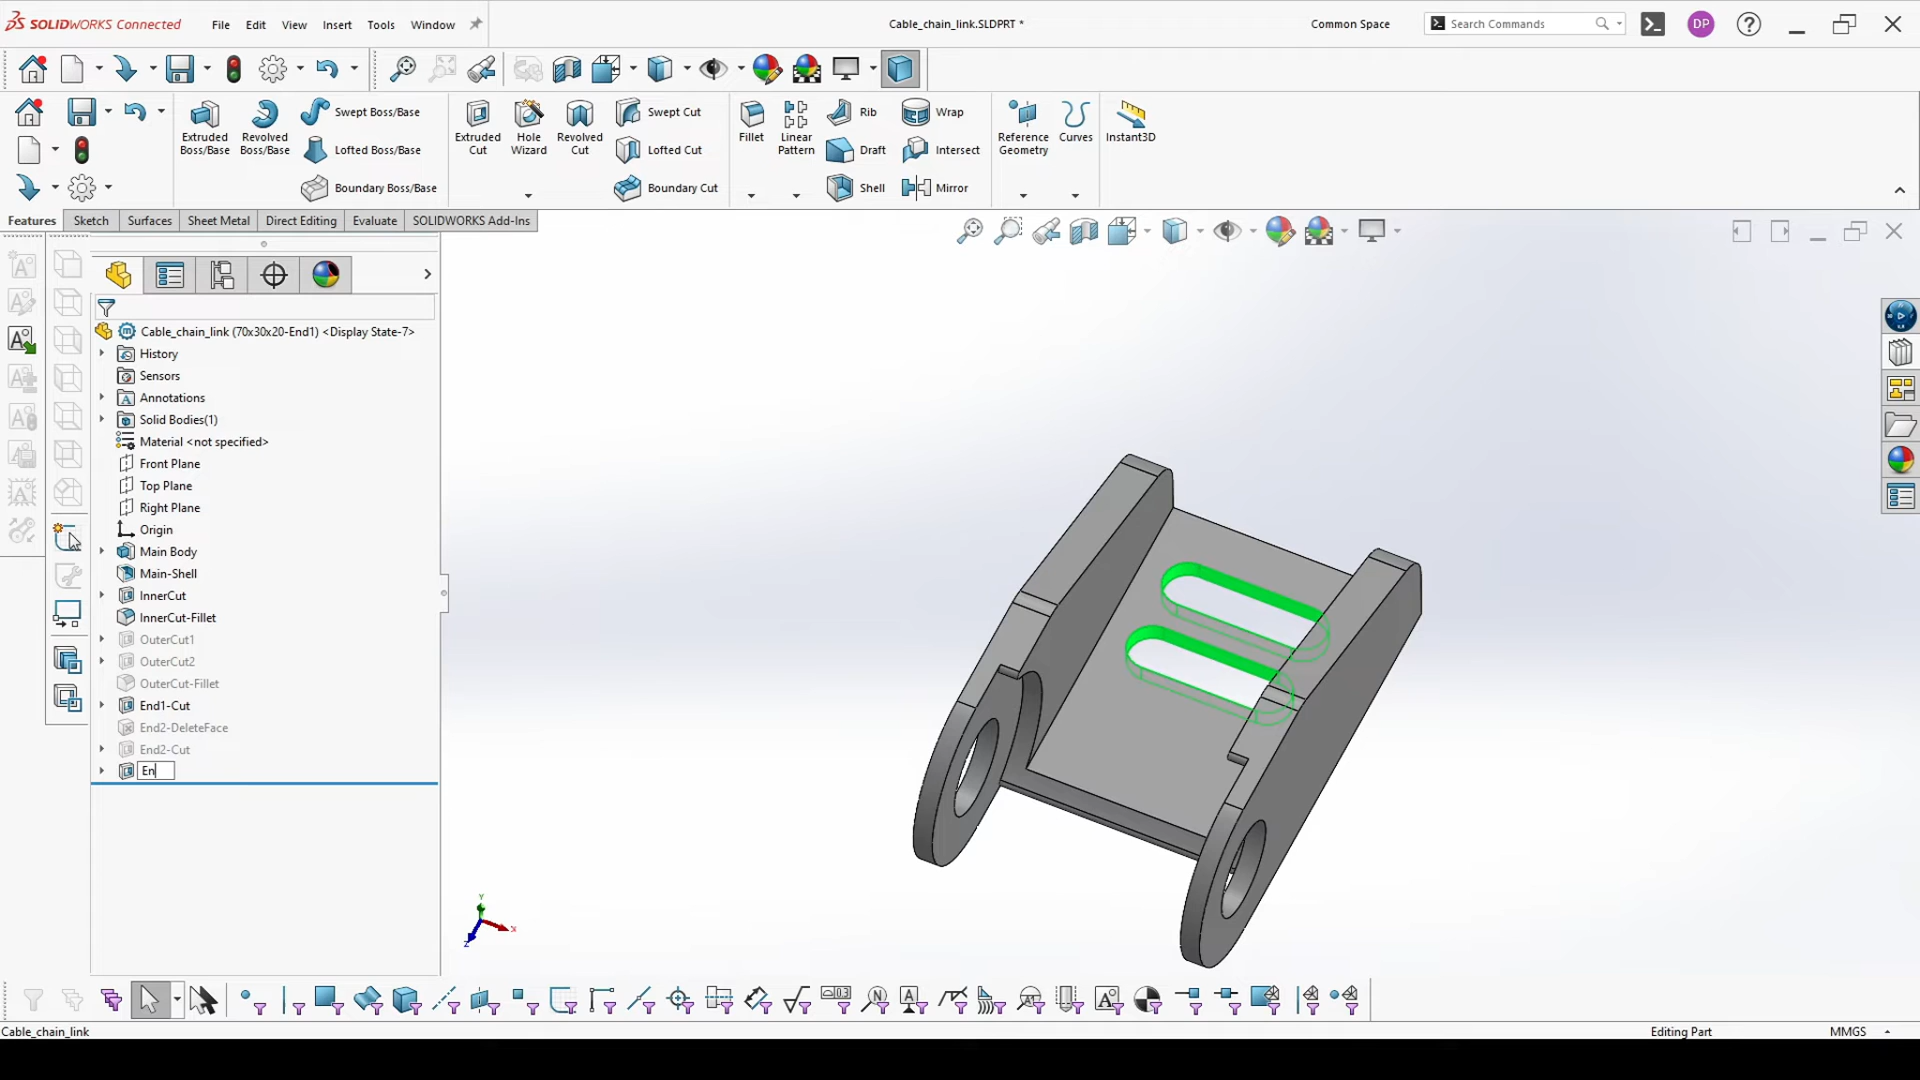 SOLIDWORKS Connected
File Edit View Insert Tools Window
Cable_chain_link.SLDPRT *
Common Space
Search Commands
DP
Extruded Boss/Base
Revolved Boss/Base
Swept Boss/Base
Lofted Boss/Base
Boundary Boss/Base
Extruded Cut
Hole Wizard
Revolved Cut
Swept Cut
Lofted Cut
Boundary Cut
Fillet
Linear Pattern
Rib
Draft
Shell
Wrap
Intersect
Mirror
Reference Geometry
Curves
Instant3D
Features Sketch Surfaces Sheet Metal Direct Editing Evaluate SOLIDWORKS Add-Ins
Cable_chain_link (70x30x20-End1) <Display State-7>
History
Sensors
Annotations
Solid Bodies(1)
Material <not specified>
Front Plane
Top Plane
Right Plane
Origin
Main Body
Main-Shell
InnerCut
InnerCut-Fillet
OuterCut1
OuterCut2
OuterCut-Fillet
End1-Cut
End2-DeleteFace
End2-Cut
En
Y
X
Z
Cable_chain_link
Editing Part
MMGS